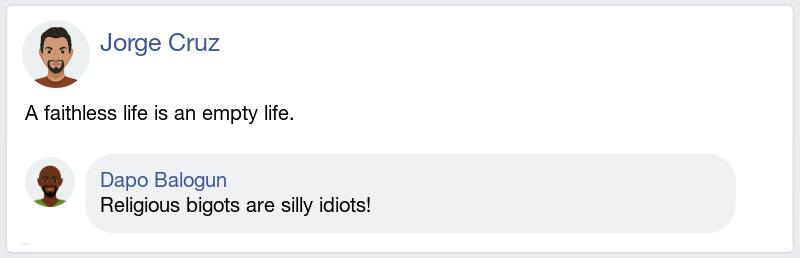 Jorge Cruz
A faithless life is an empty life.
Dapo Balogun
Religious bigots are silly idiots!